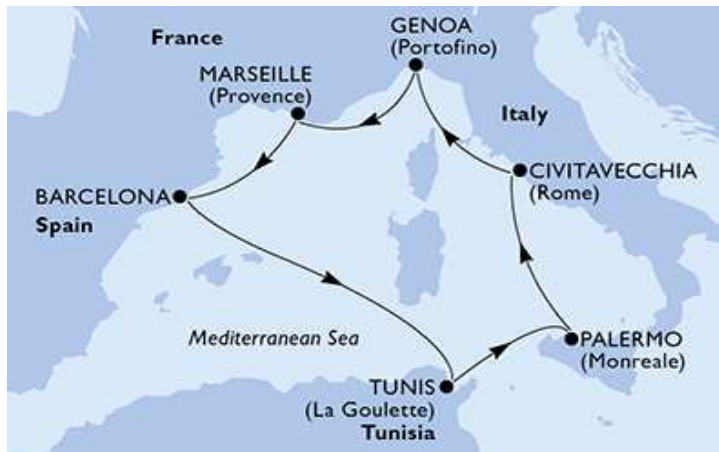 GENOA
(Portofino)
France
MARSEILLE
(Provence)
Italy
CIVITAVECCHIA
(Rome)
BARCELONA
Spain
Mediterranean Sea
PALERMO
(Monreale)
TUNIS
(La Goulette)
Tunisia